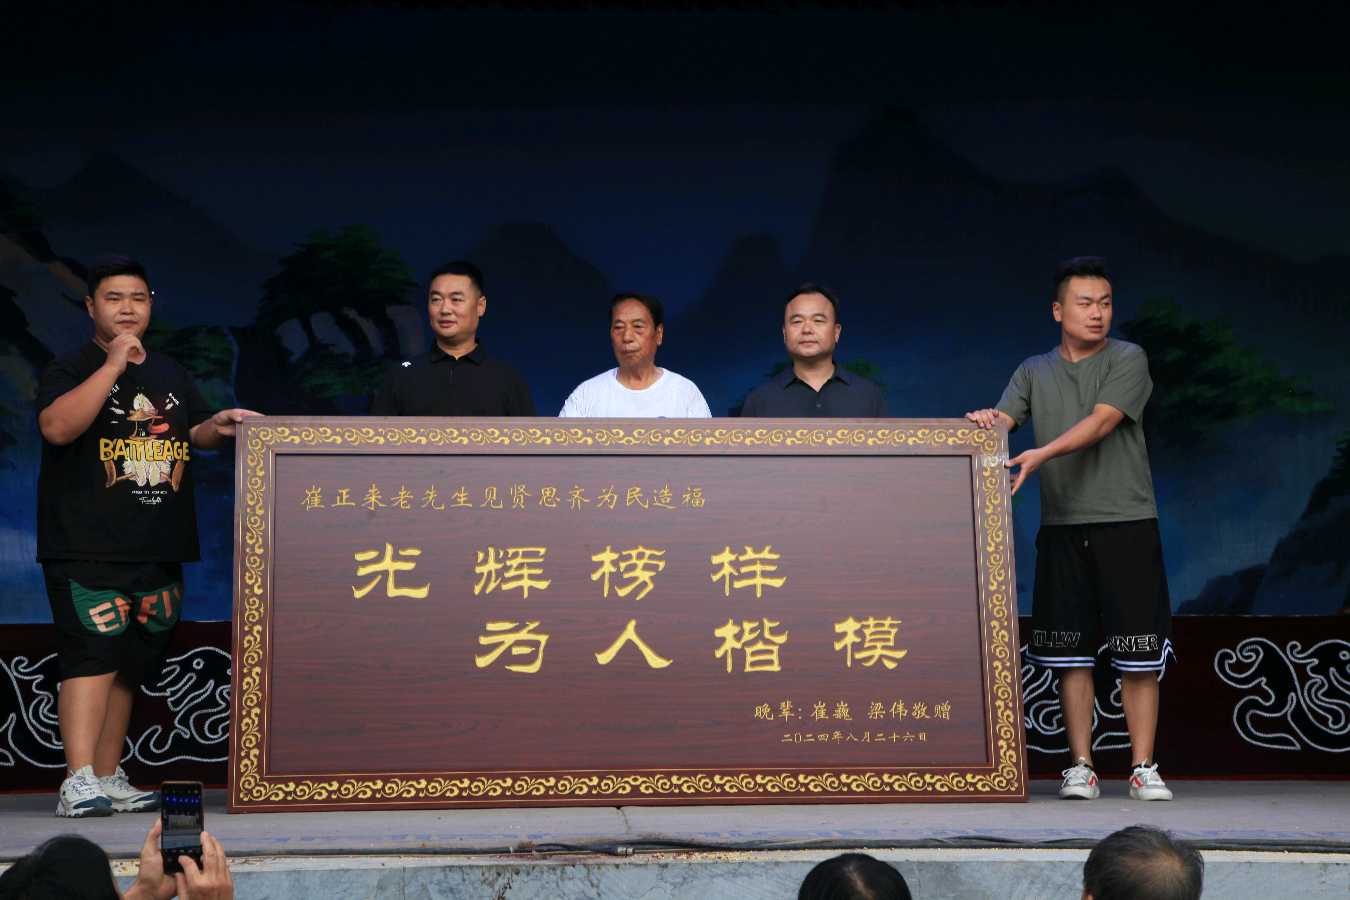 崔正来老先生见贤思齐为民造福
光辉榜样
为人楷模
晚辈：崔巍 梁伟敬赠
二0二四年八月二十六日
BATTLEAGE